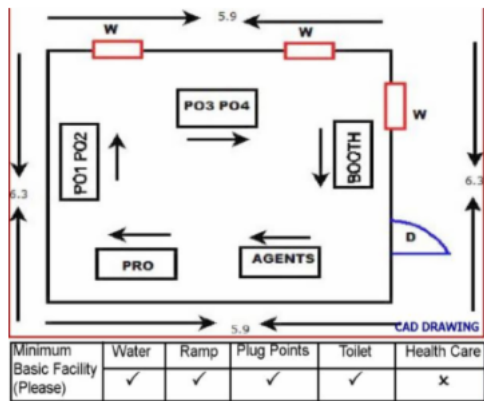 5.9
W
W
PO3 PO4
W
PO1 PO2
BOOTH
6.3
6.3
D
PRO
AGENTS
5.9
CAD DRAWING
Minimum Basic Facility (Please)
Water
Ramp
Plug Points
Toilet
Health Care
✓
✓
✓
✓
x